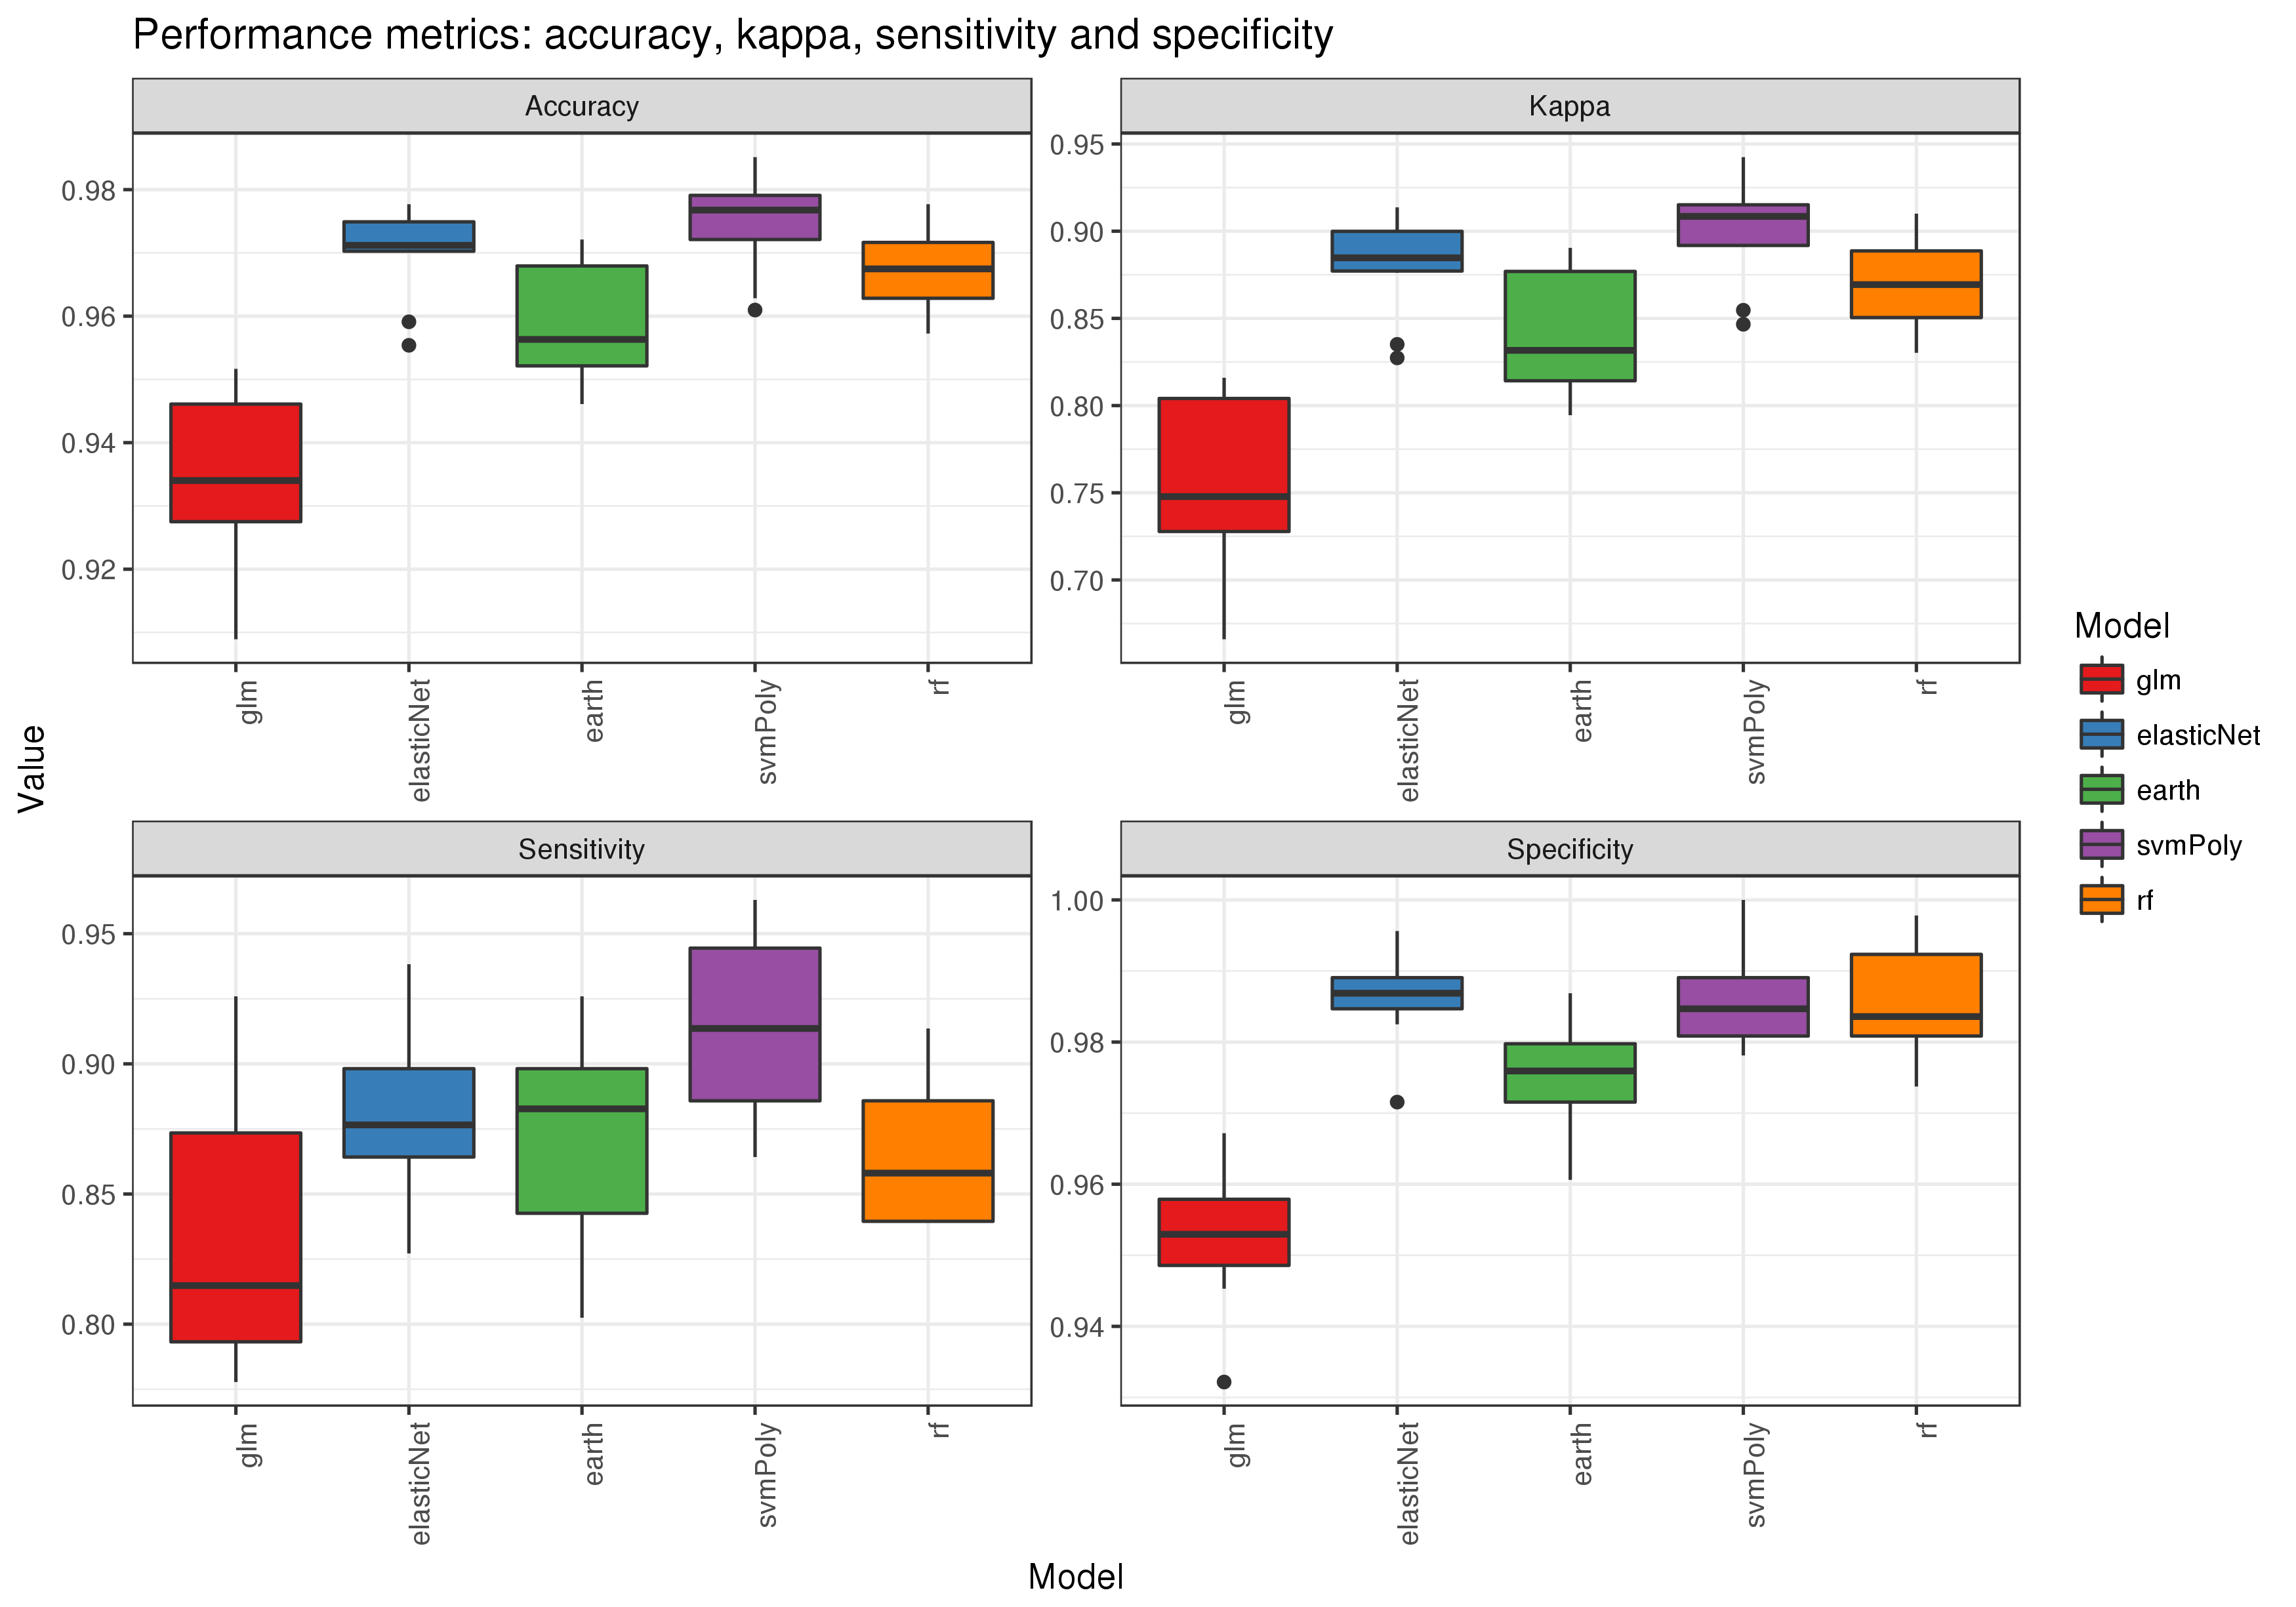 Performance metrics: accuracy, kappa, sensitivity and specificity
Accuracy
0.98
0.96
0.94
0.92
glm
elasticNet
earth
svmPoly
rf
Kappa
0.95
0.90
0.85
0.80
0.75
0.70
glm
elasticNet
earth
svmPoly
rf
Value
Sensitivity
0.95
0.90
0.85
0.80
glm
elasticNet
earth
svmPoly
rf
Specificity
1.00
0.98
0.96
0.94
glm
elasticNet
earth
svmPoly
rf
Model
Model
glm
elasticNet
earth
svmPoly
rf